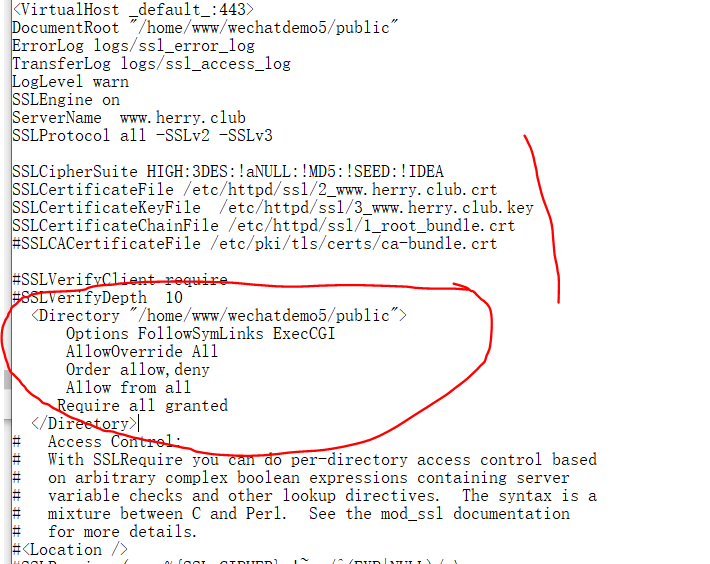 <VirtualHost _default_:443>
DocumentRoot "/home/www/wechatdemo5/public"
ErrorLog logs/ssl_error_log
TransferLog logs/ssl_access_log
LogLevel warn
SSLEngine on
ServerName  www.herry.club
SSLProtocol all -SSLv2 -SSLv3
SSLCipherSuite HIGH:3DES:!aNULL:!MD5:!SEED:!IDEA
SSLCertificateFile /etc/httpd/ssl/2_www.herry.club.crt
SSLCertificateKeyFile  /etc/httpd/ssl/3_www.herry.club.key
SSLCertificateChainFile /etc/httpd/ssl/1_root_bundle.crt
#SSLCACertificateFile /etc/pki/tls/certs/ca-bundle.crt
#SSLVerifyClient require
#SSLVerifyDepth  10
<Directory "/home/www/wechatdemo5/public">
Options FollowSymLinks ExecCGI
AllowOverride All
Order allow,deny
Allow from all
Require all granted
</Directory>
#   Access Control:
#   With SSLRequire you can do per-directory access control based
#   on arbitrary complex boolean expressions containing server
#   variable checks and other lookup directives.  The syntax is a
#   mixture between C and Perl.  See the mod_ssl documentation
#   for more details.
#<Location />